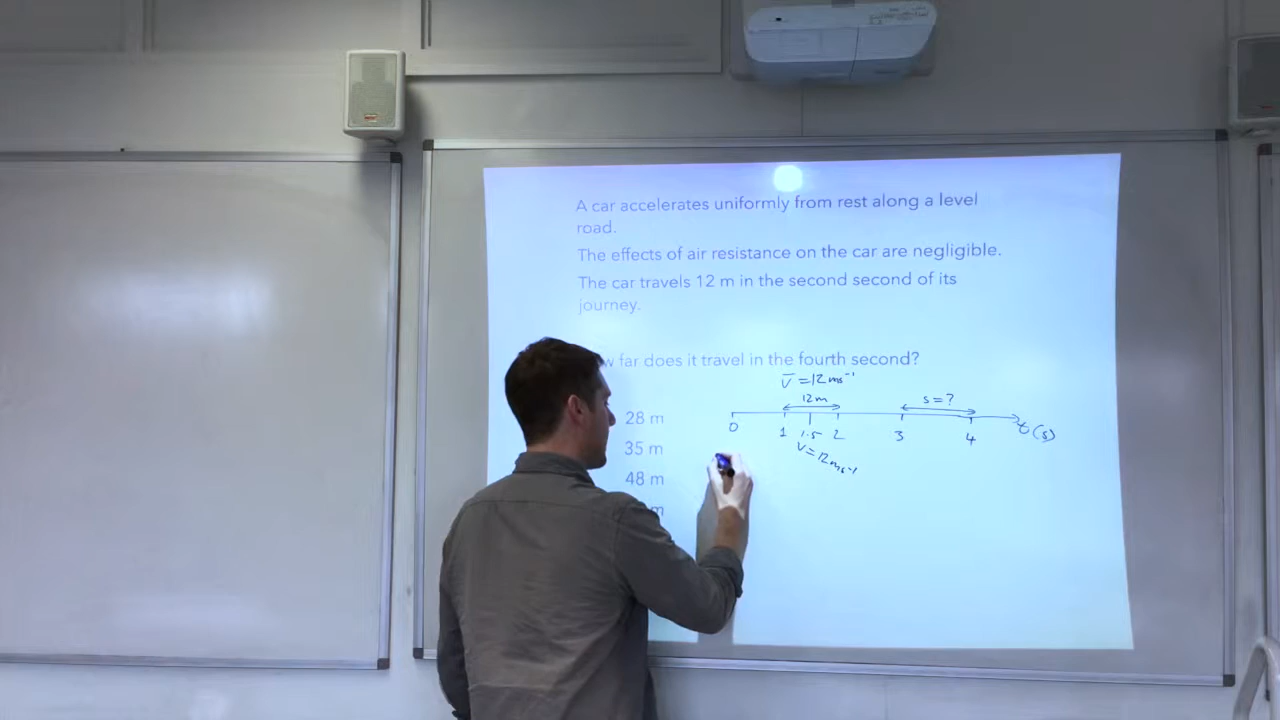 A car accelerates uniformly from rest along a level
road.
The effects of air resistance on the car are negligible.
The car travels 12 m in the second second of its
journey.
far does it travel in the fourth second?
v̅ = 12 ms⁻¹
12m
s = ?
0 1 1.5 2 3 4 t (s)
v = 12 ms⁻¹
28 m
35 m
48 m
m